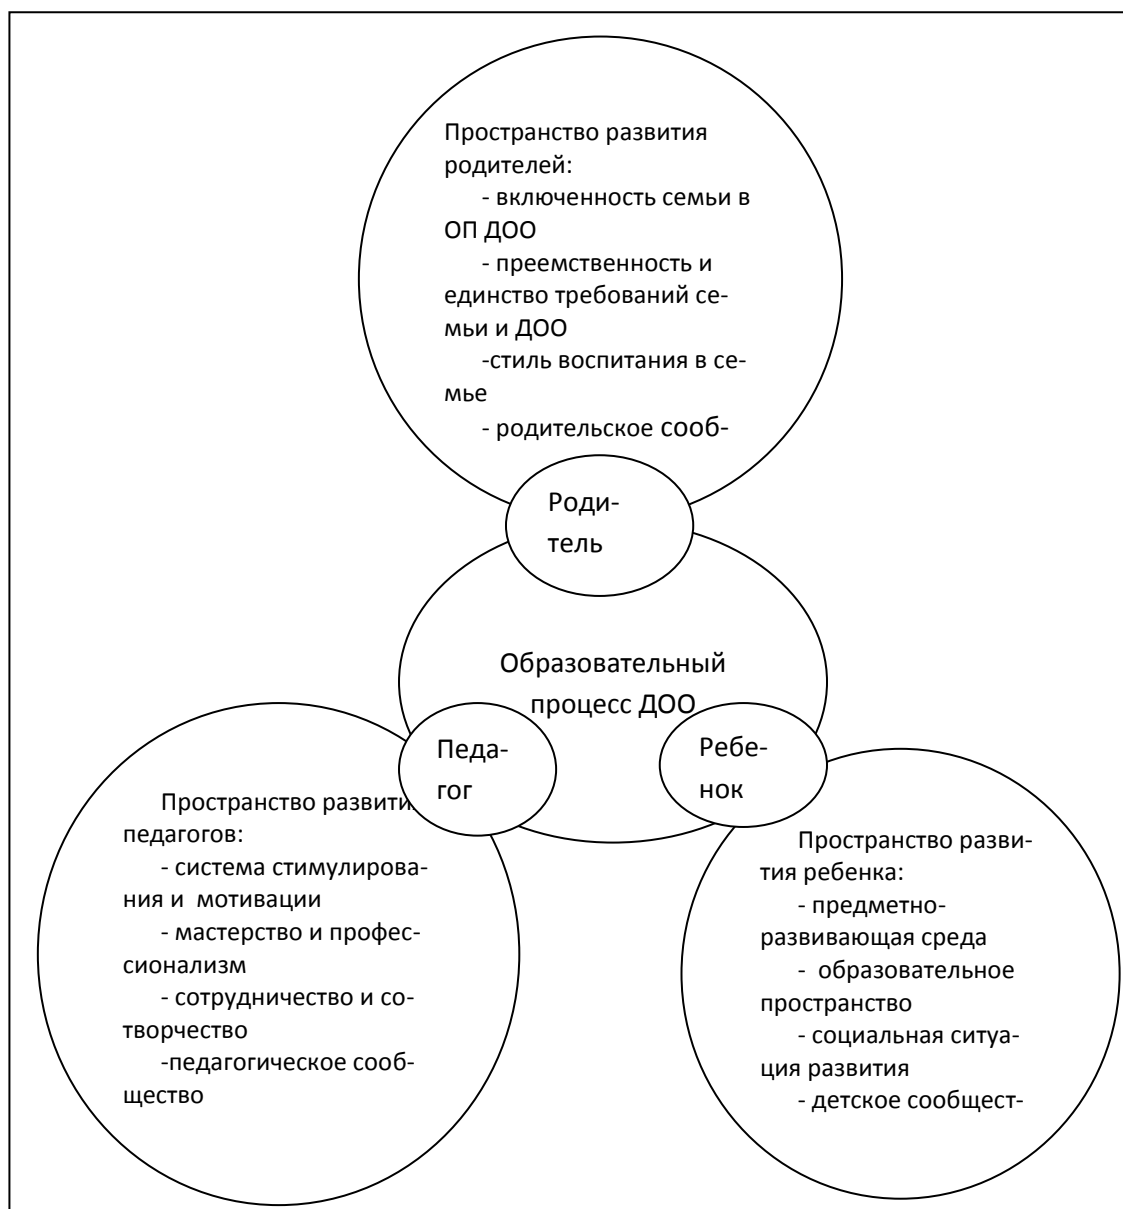 Пространство развития
родителей:
- включенность семьи в
ОП ДОО
- преемственность и
единство требований се-
мьи и ДОО
-стиль воспитания в се-
мье
- родительское сооб-
Роди-
тель
Образовательный
процесс ДОО
Педа-
гог
Ребе-
нок
Пространство развити
педагогов:
- система стимулирова-
ния и  мотивации
- мастерство и профес-
сионализм
- сотрудничество и со-
творчество
-педагогическое сооб-
щество
Пространство разви-
тия ребенка:
- предметно-
развивающая среда
-  образовательное
пространство
- социальная ситуа-
ция развития
- детское сообщест-